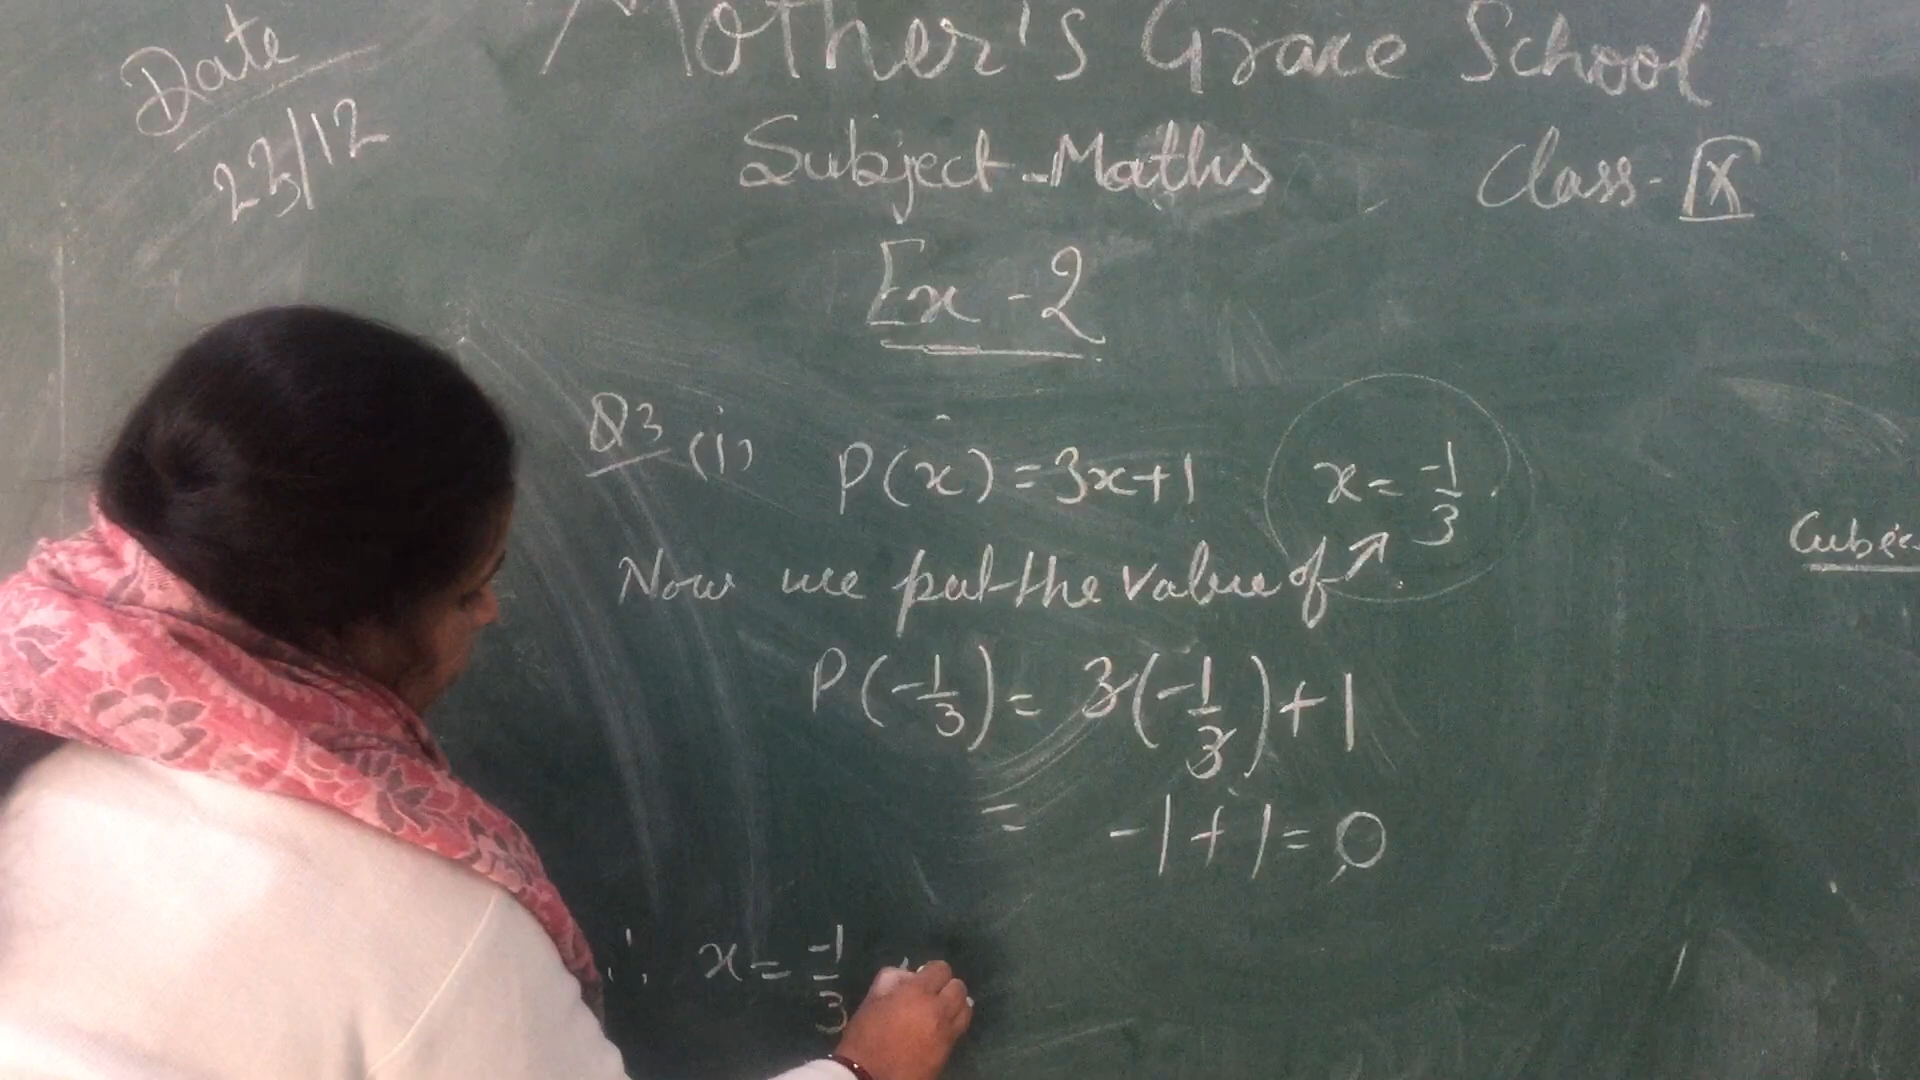 Date
23/12
Mother's Grace School
Subject-Maths Class-IX
Ex-2
Q3 (i) P(x)=3x+1 x= -1/3
Now we put the value of ↗
P(-1/3)= 3(-1/3)+1
= -1+1=0
∴ x= -1/3